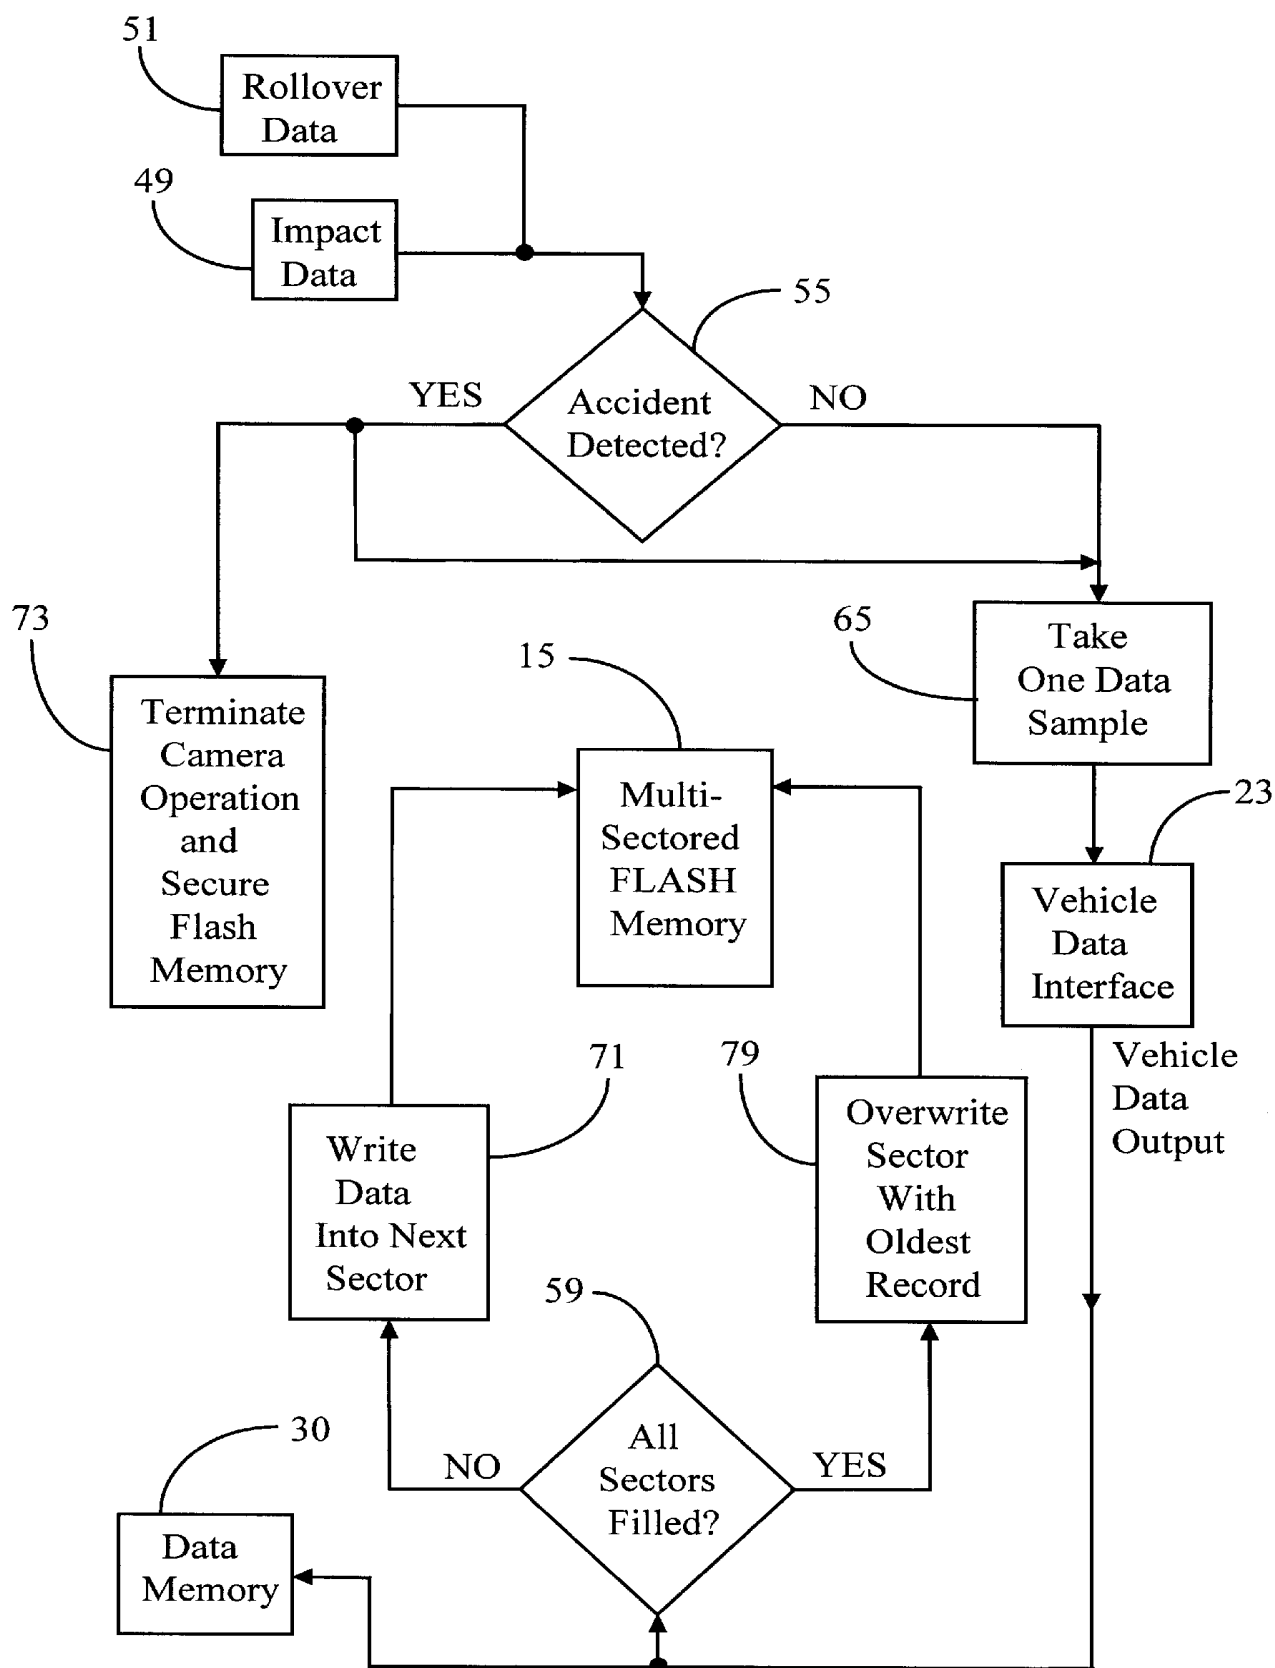 51
Rollover
Data
49
Impact
Data
55
YES
Accident
Detected?
NO
73
Terminate
Camera
Operation
and
Secure
Flash
Memory
15
Multi-
Sectored
FLASH
Memory
65
Take
One Data
Sample
23
Vehicle
Data
Interface
Vehicle
Data
Output
71
Write
Data
Into Next
Sector
79
Overwrite
Sector
With
Oldest
Record
59
All
Sectors
Filled?
NO
YES
30
Data
Memory